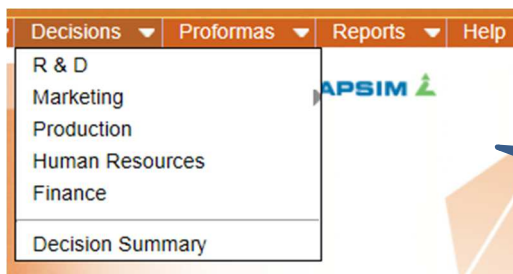 Decisions Proformas Reports Help
R & D
Marketing
APSIM
Production
Human Resources
Finance
Decision Summary